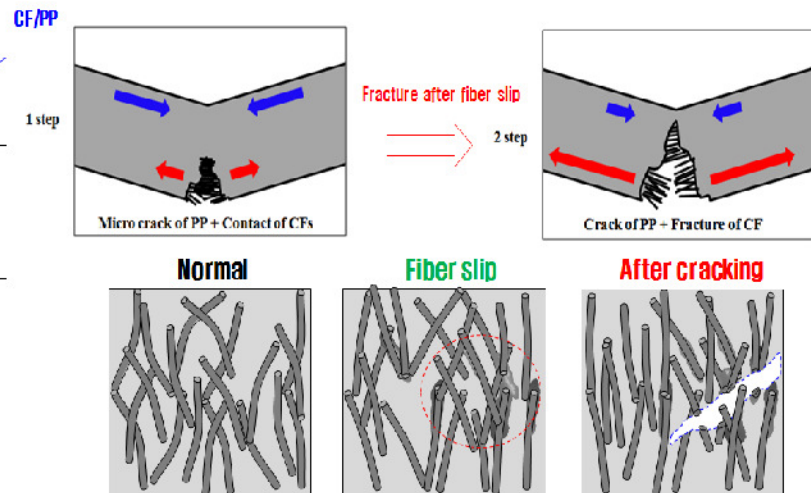 CF/PP
1 step
Micro crack of PP + Contact of CFs
Fracture after fiber slip
2 step
Crack of PP + Fracture of CF
Normal
Fiber slip
After cracking